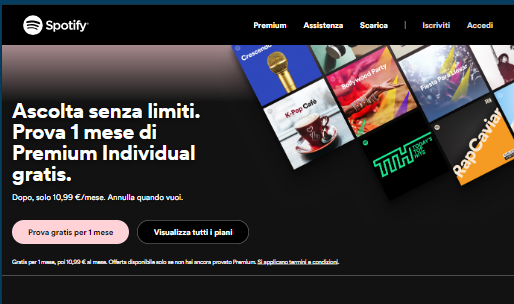 Spotify
Premium Assistenza Scarica | Iscriviti Accedi
Crescendo
Bollywood Party
Fiesta Para Llevar
K-Pop Café
TTH TODAY'S TOP HITS
RapCaviar
Ascolta senza limiti.
Prova 1 mese di
Premium Individual
gratis.
Dopo, solo 10,99 €/mese. Annulla quando vuoi.
Prova gratis per 1 mese Visualizza tutti i piani
Gratis per 1 mese, poi 10,99 € al mese. Offerta disponibile solo se non hai ancora provato Premium. Si applicano termini e condizioni.